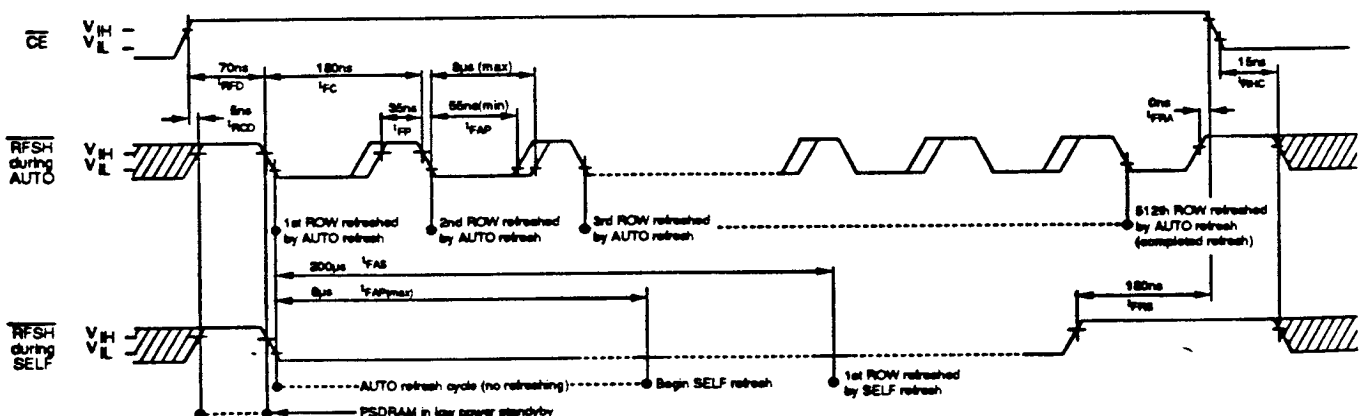 CE VIH
VIL
70ns 180ns 8µs (max) 15ns
tRFD tFC tRHC
5ns 35ns 55ns(min) 0ns
tRCD tFP tFAP tFRA
RFSH VIH
during VIL
AUTO
1st ROW refreshed
by AUTO refresh
2nd ROW refreshed
by AUTO refresh
3rd ROW refreshed
by AUTO refresh
512th ROW refreshed
by AUTO refresh
(completed refresh)
tFAS
8µs tFAP(max)
180ns
tFRS
RFSH VIH
during VIL
SELF
AUTO refresh cycle (no refreshing)
Begin SELF refresh
1st ROW refreshed
by SELF refresh
PSDRAM in low power standby